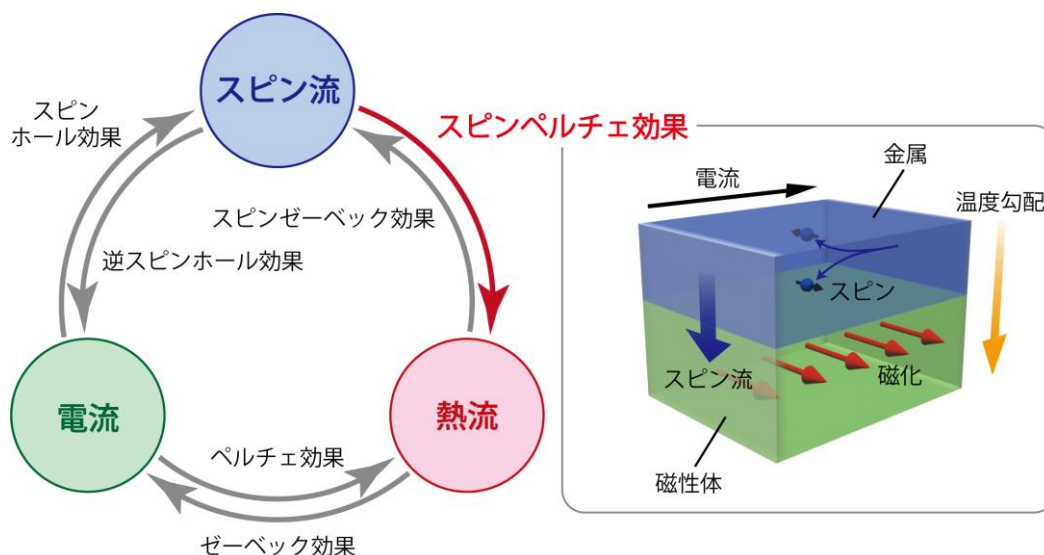 スピン流
スピン
ホール効果
スピンペルチェ効果
スピンゼーベック効果
逆スピンホール効果
電流
熱流
ペルチェ効果
ゼーベック効果
金属
電流
温度勾配
スピン
スピン流
磁化
磁性体